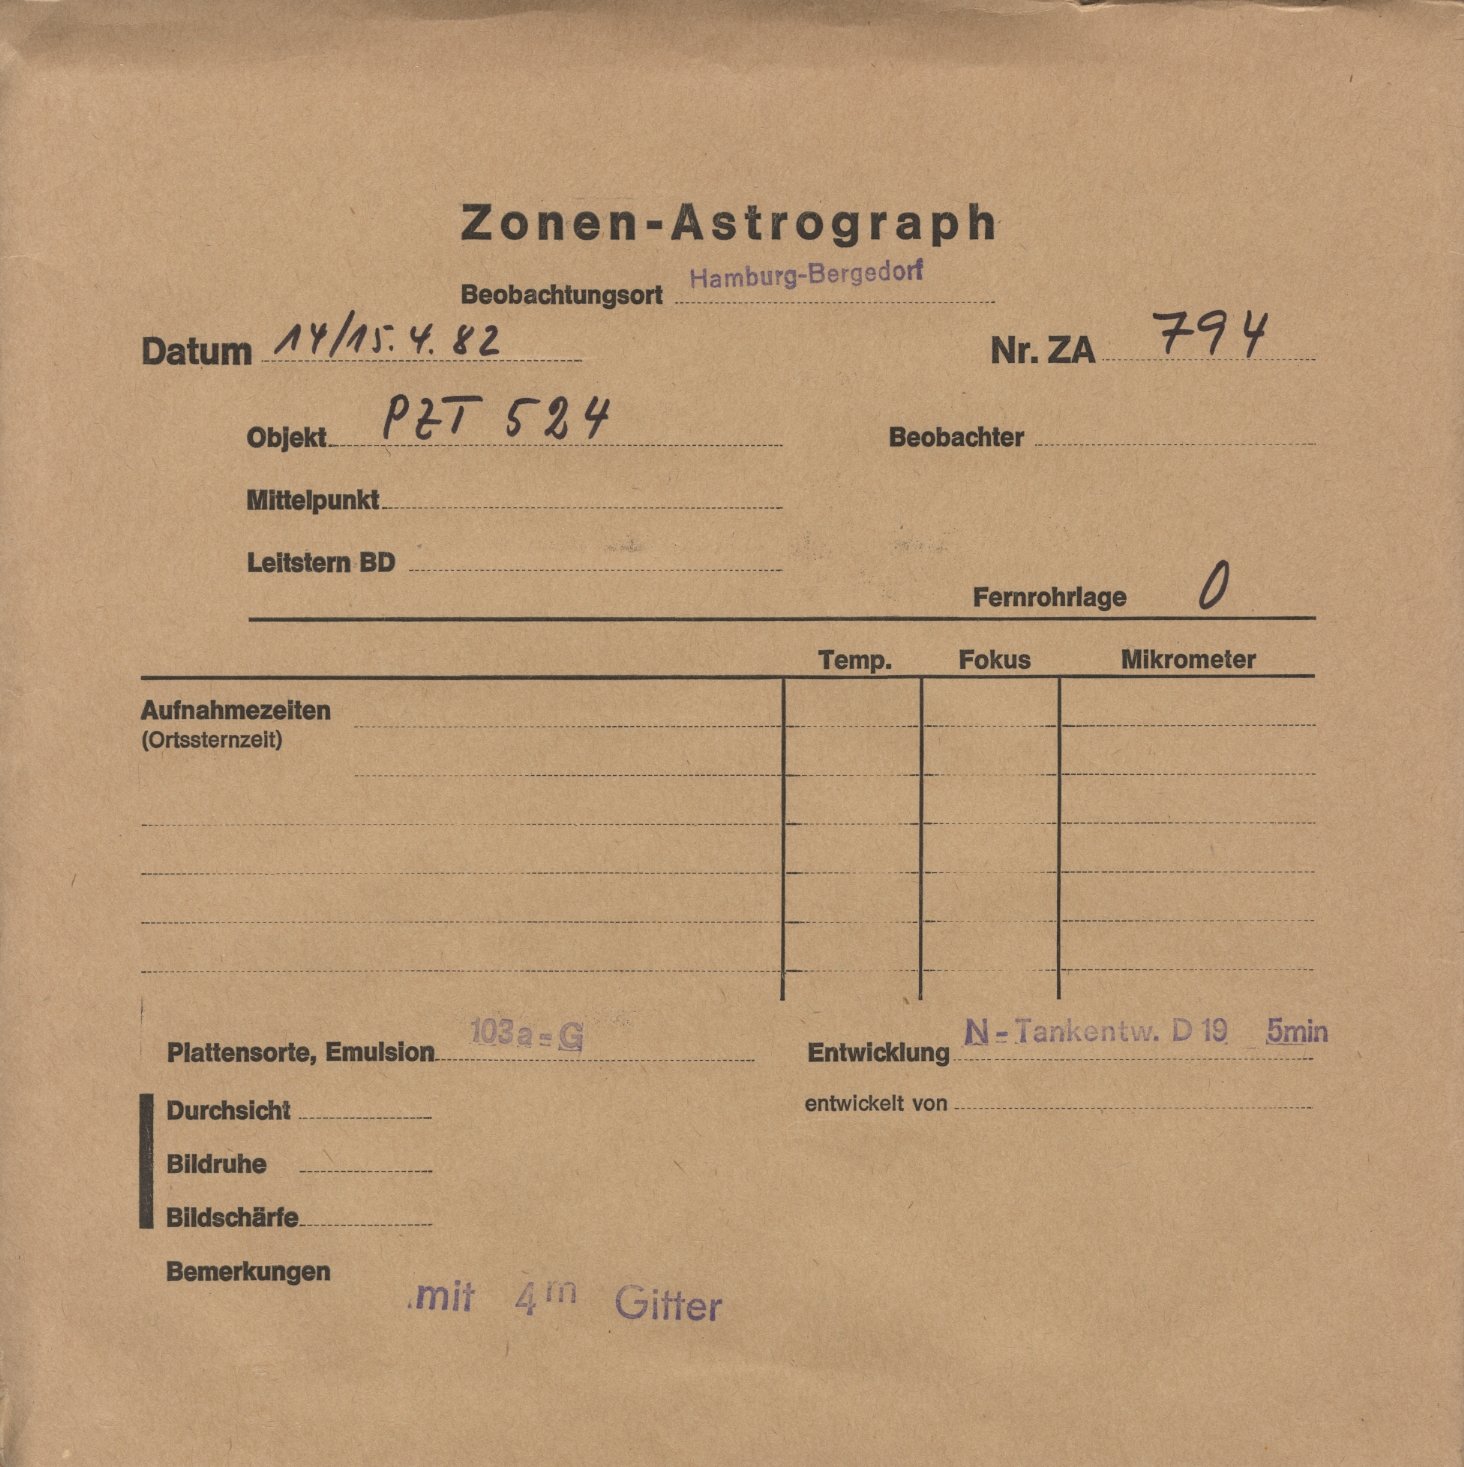 Zonen-Astrograph
Beobachtungsort Hamburg-Bergedorf
Datum 14/15. 4. 82 Nr. ZA 794
Objekt PZT 524 Beobachter
Mittelpunkt
Leitstern BD
Fernrohrlage O
Temp. Fokus Mikrometer
Aufnahmezeiten
(Ortssternzeit)
Plattensorte, Emulsion 103a=G Entwicklung N=Tankentw. D 19 5min
Durchsicht entwickelt von
Bildruhe
Bildschärfe
Bemerkungen
mit 4m Gitter